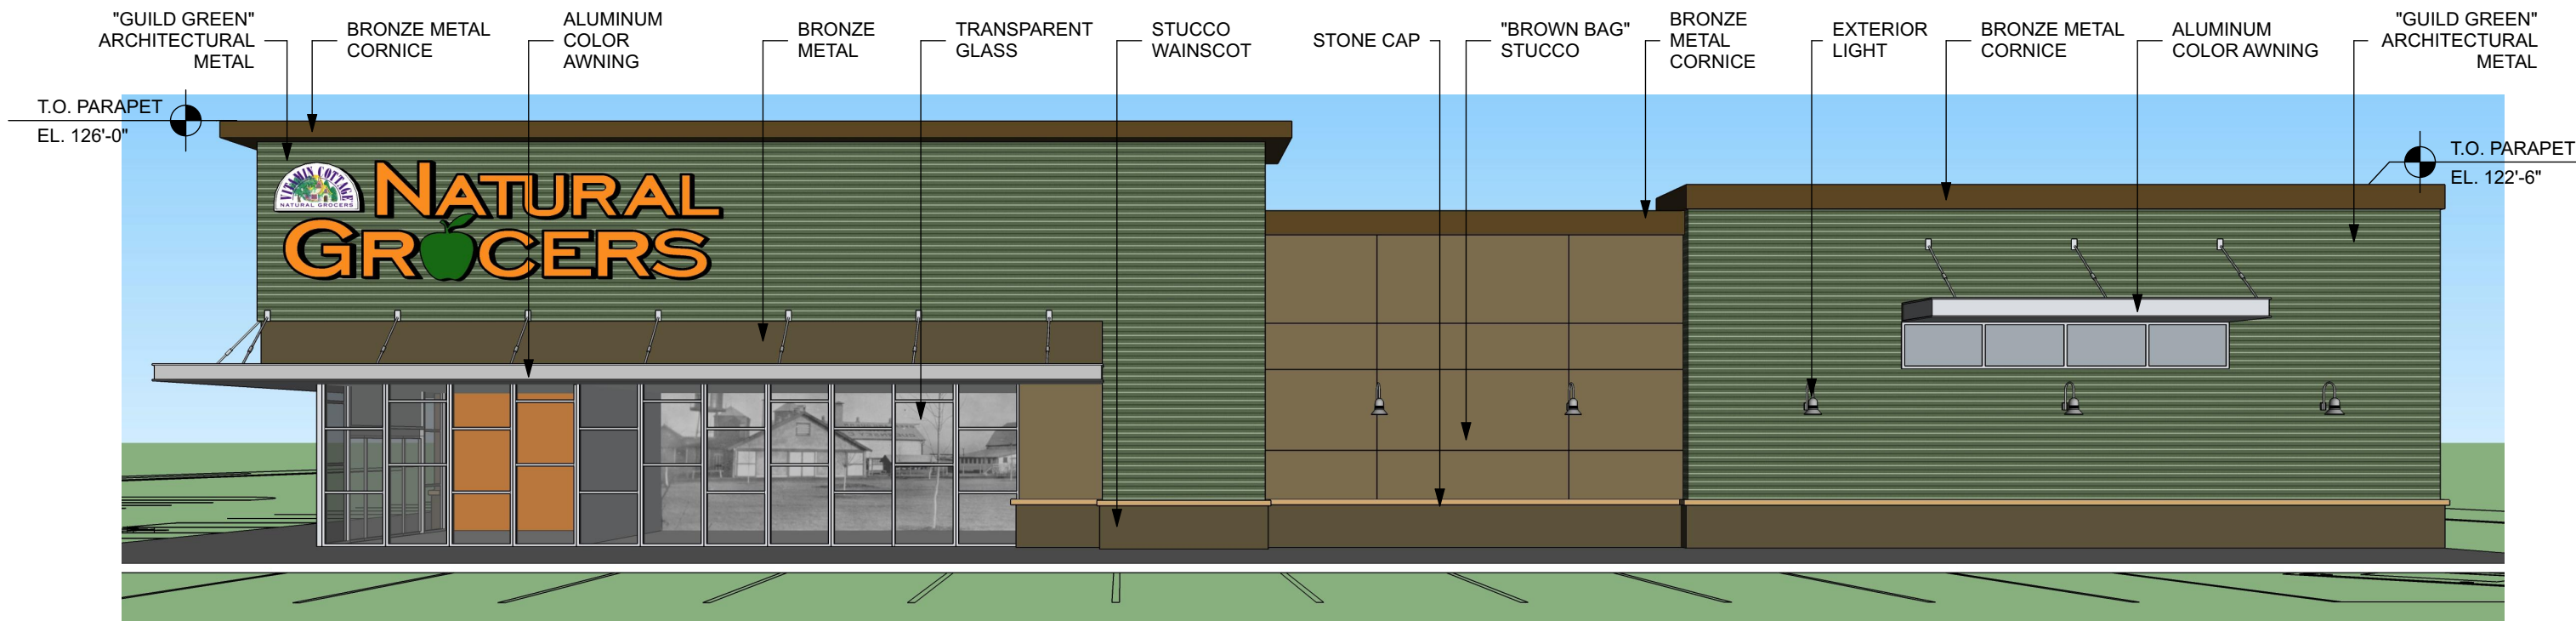 "GUILD GREEN"
ARCHITECTURAL
METAL
BRONZE METAL
CORNICE
ALUMINUM
COLOR
AWNING
BRONZE
METAL
TRANSPARENT
GLASS
STUCCO
WAINSCOT
STONE CAP
"BROWN BAG"
STUCCO
BRONZE
METAL
CORNICE
EXTERIOR
LIGHT
BRONZE METAL
CORNICE
ALUMINUM
COLOR AWNING
"GUILD GREEN"
ARCHITECTURAL
METAL
T.O. PARAPET
EL. 126'-0"
T.O. PARAPET
EL. 122'-6"
VITAMIN COTTAGE
NATURAL GROCERS
NATURAL
GROCERS